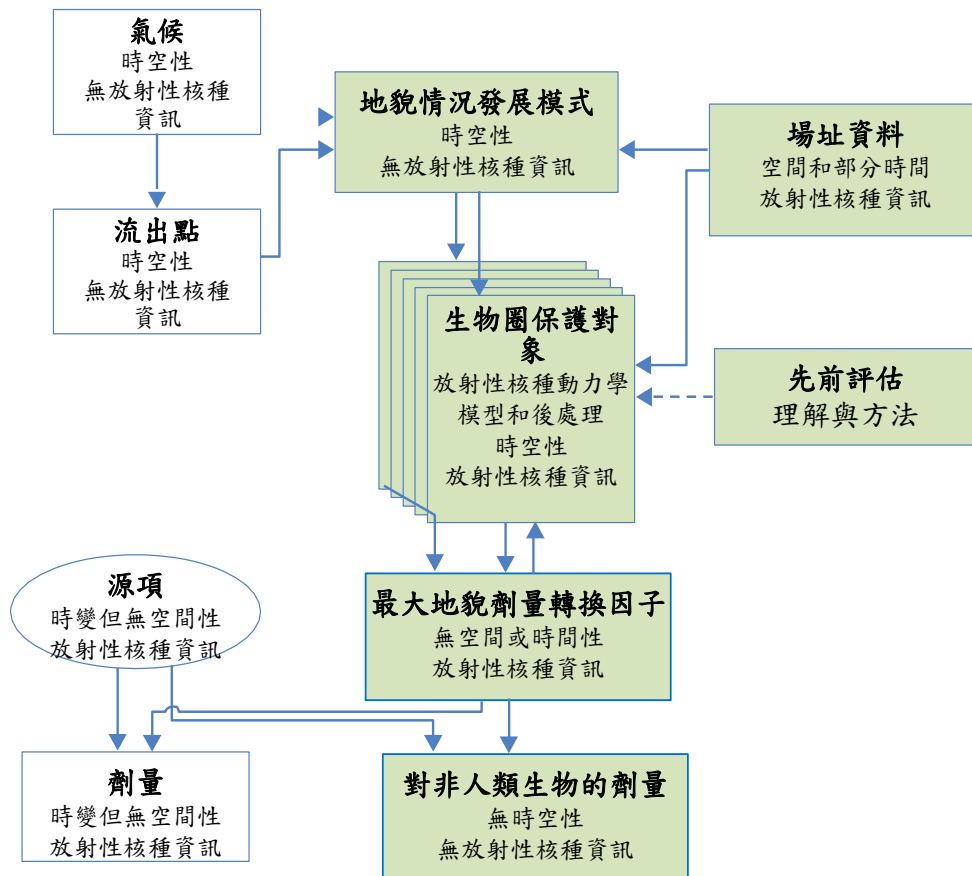 氣候
時空性
無放射性核種
資訊
地貌情況發展模式
時空性
無放射性核種資訊
場址資料
空間和部分時間
放射性核種資訊
流出點
時空性
無放射性核種
資訊
生物圈保護對
象
放射性核種動力學
模型和後處理
時空性
放射性核種資訊
先前評估
理解與方法
源項
時變但無空間性
放射性核種資訊
最大地貌劑量轉換因子
無空間或時間性
放射性核種資訊
劑量
時變但無空間性
放射性核種資訊
對非人類生物的劑量
無時空性
無放射性核種資訊